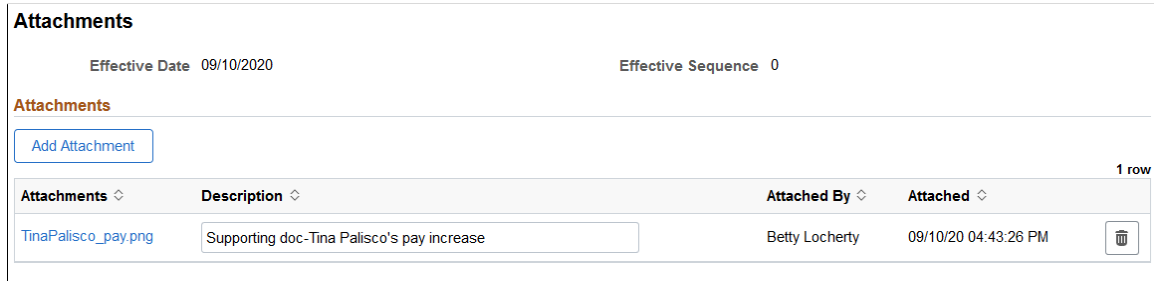 Attachments
Effective Date 09/10/2020 Effective Sequence 0
Attachments
Add Attachment
1 row
Attachments Description Attached By Attached
TinaPalisco_pay.png Supporting doc-Tina Palisco's pay increase Betty Locherty 09/10/20 04:43:26 PM